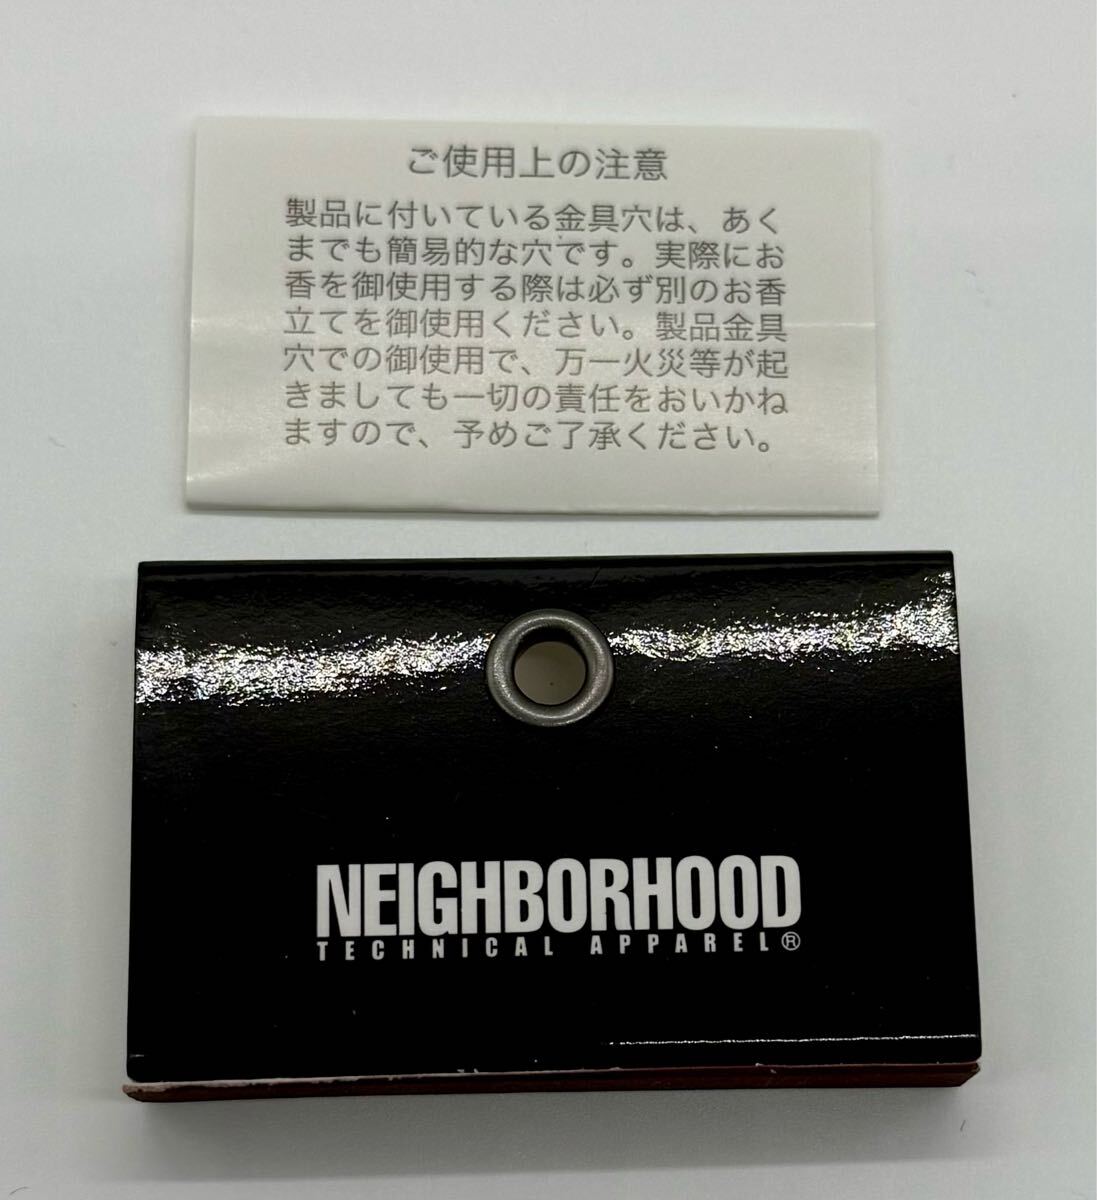 ご使用上の注意
製品に付いている金具穴は、あく
までも簡易的な穴です。実際にお
香を御使用する際は必ず別のお香
立てを御使用ください。製品金具
穴での御使用で、万一火災等が起
きましても一切の責任をおいかね
ますので、予めご了承ください。
NEIGHBORHOOD
TECHNICAL APPAREL®